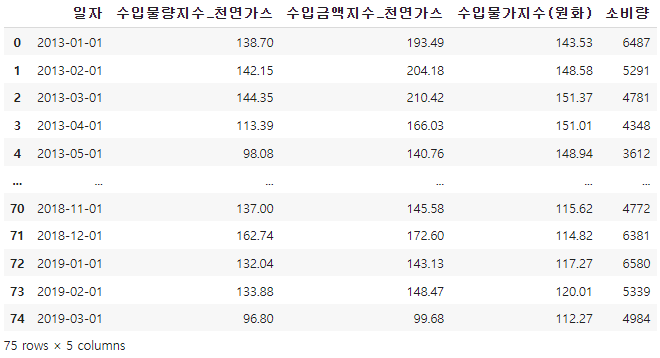 일자 수입물량지수_천연가스 수입금액지수_천연가스 수입물가지수(원화) 소비량
0 2013-01-01 138.70 193.49 143.53 6487
1 2013-02-01 142.15 204.18 148.58 5291
2 2013-03-01 144.35 210.42 151.37 4781
3 2013-04-01 113.39 166.03 151.01 4348
4 2013-05-01 98.08 140.76 148.94 3612
... ... ... ... ... ...
70 2018-11-01 137.00 145.58 115.62 4772
71 2018-12-01 162.74 172.60 114.82 6381
72 2019-01-01 132.04 143.13 117.27 6580
73 2019-02-01 133.88 148.47 120.01 5339
74 2019-03-01 96.80 99.68 112.27 4984
75 rows × 5 columns